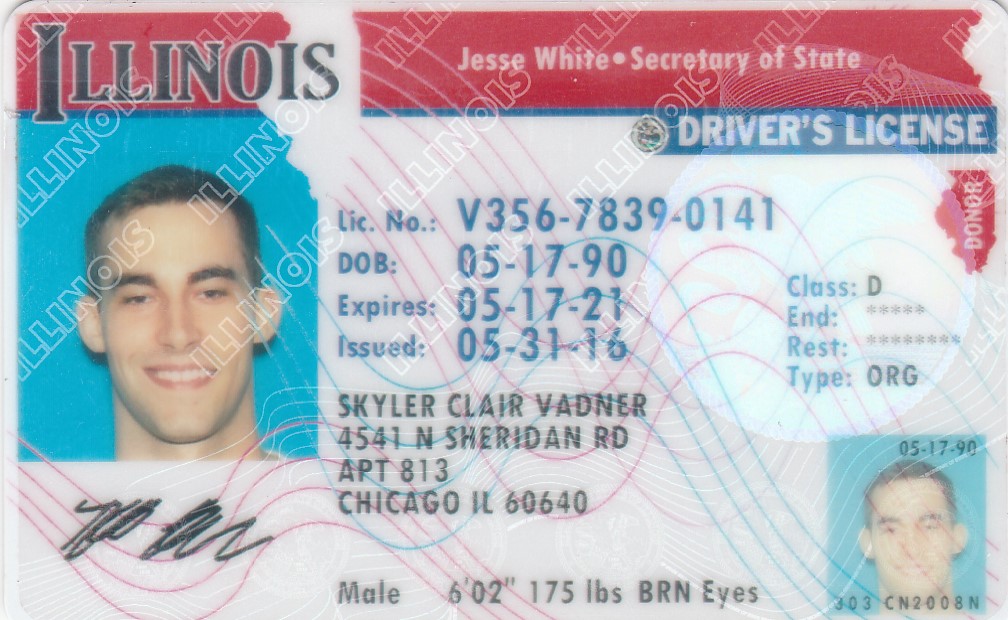 ILLINOIS
Jesse White•Secretary of State
DRIVER'S LICENSE
DONOR
Lic. No.: V356-7839-0141
DOB: 05-17-90
Expires: 05-17-21
Issued: 05-31-16
Class: D
End: *****
Rest: ********
Type: ORG
SKYLER CLAIR VADNER
4541 N SHERIDAN RD
APT 813
CHICAGO IL 60640
Male 6'02" 175 lbs BRN Eyes
05-17-90
303 CN2008N